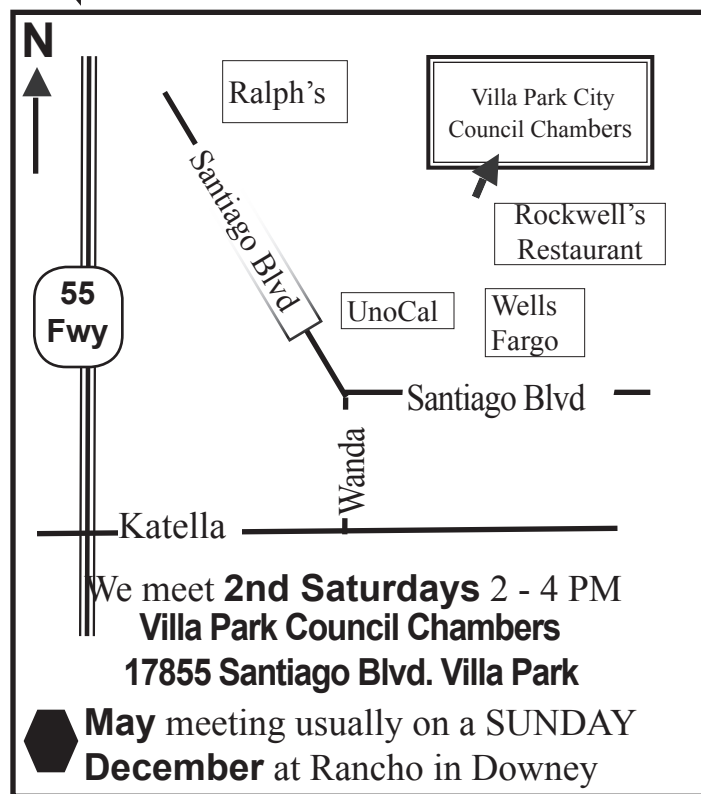 N
Ralph's
Villa Park City
Council Chambers
Santiago Blvd
Rockwell's
Restaurant
55
Fwy
UnoCal
Wells
Fargo
Santiago Blvd
Wanda
Katella
We meet 2nd Saturdays 2 - 4 PM
Villa Park Council Chambers
17855 Santiago Blvd. Villa Park
May meeting usually on a SUNDAY
December at Rancho in Downey